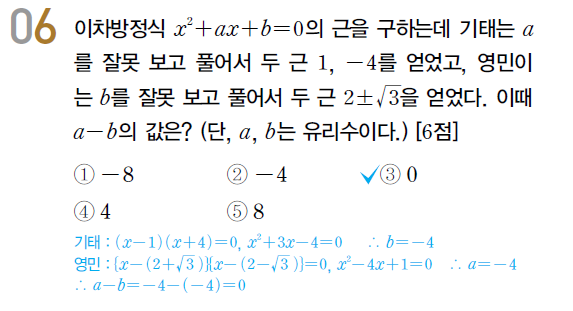 06 이차방정식 x²+ax+b=0의 근을 구하는데 기태는 a
를 잘못 보고 풀어서 두 근 1, −4를 얻었고, 영민이
는 b를 잘못 보고 풀어서 두 근 2±√3을 얻었다. 이때
a−b의 값은? (단, a, b는 유리수이다.) [6점]
① −8 ② −4 ③ 0
④ 4 ⑤ 8
기태 : (x−1)(x+4)=0, x²+3x−4=0 ∴ b=−4
영민 : {x−(2+√3)}{x−(2−√3)}=0, x²−4x+1=0 ∴ a=−4
∴ a−b=−4−(−4)=0